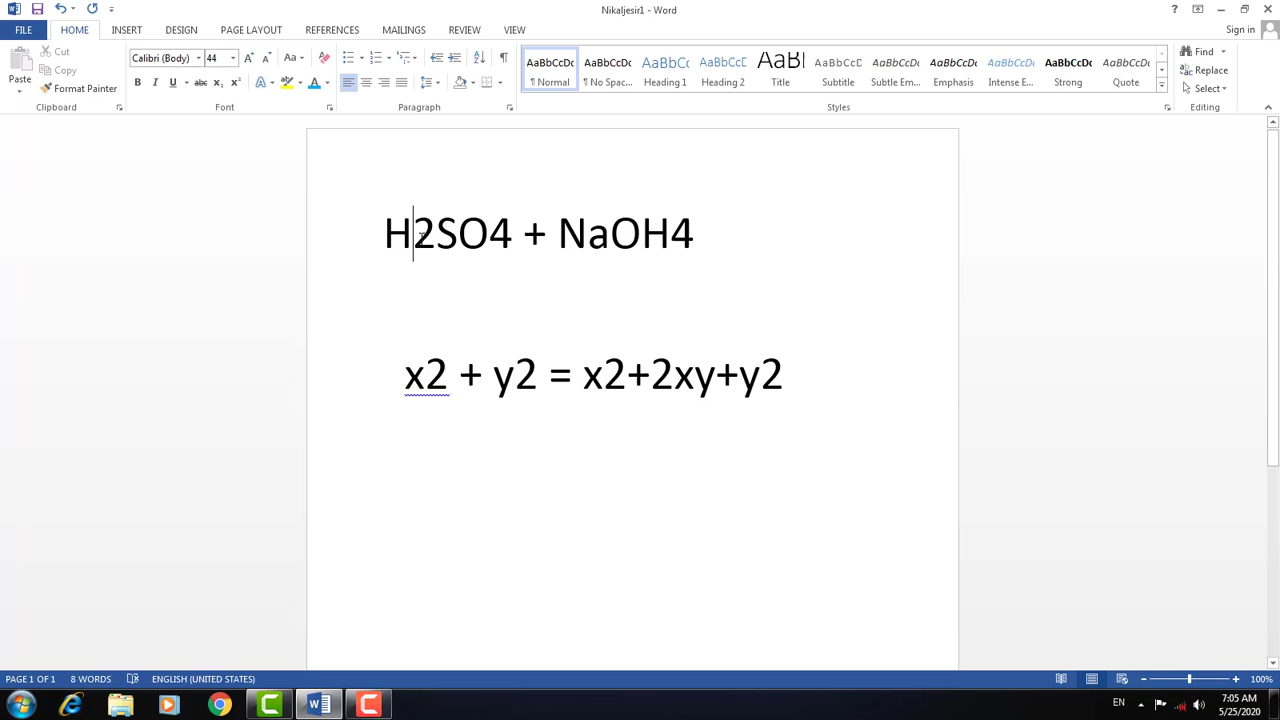 Nikaljesir1 - Word
FILE HOME INSERT DESIGN PAGE LAYOUT REFERENCES MAILINGS REVIEW VIEW Sign in
Paste
Cut
Copy
Format Painter
Clipboard
Calibri (Body) 44
Font
Paragraph
AaBbCcDc AaBbCcDc AaBbCc AaBbCcC AaBl AaBbCcC AaBbCcDc AaBbCcDc AaBbCcDc AaBbCcDc AaBbCcDc
¶ Normal ¶ No Spac... Heading 1 Heading 2 Title Subtitle Subtle Em... Emphasis Intense E... Strong Quote
Styles
Find
Replace
Select
Editing
H2SO4 + NaOH4
x2 + y2 = x2+2xy+y2
PAGE 1 OF 1 8 WORDS ENGLISH (UNITED STATES) 100%
EN 7:05 AM
5/25/2020